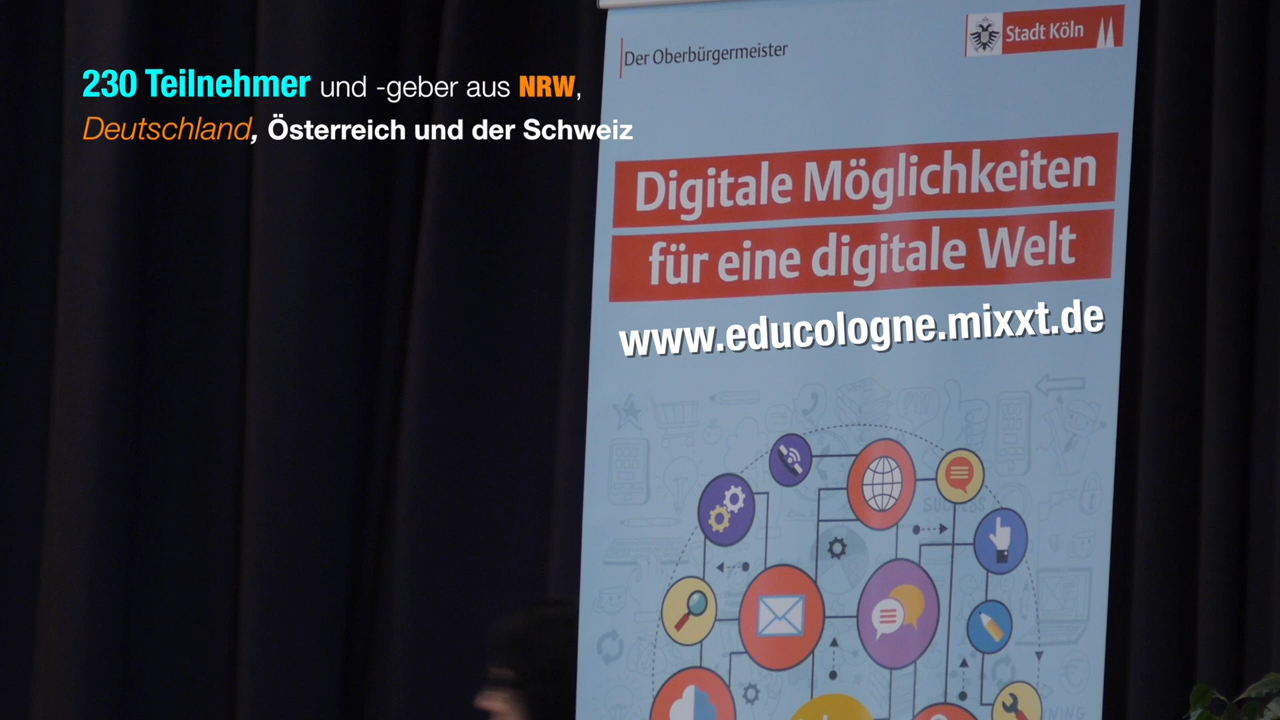 230 Teilnehmer und -geber aus NRW,
Deutschland, Österreich und der Schweiz
Der Oberbürgermeister
Stadt Köln
Digitale Möglichkeiten
für eine digitale Welt
www.educologne.mixxt.de
SUCCESS